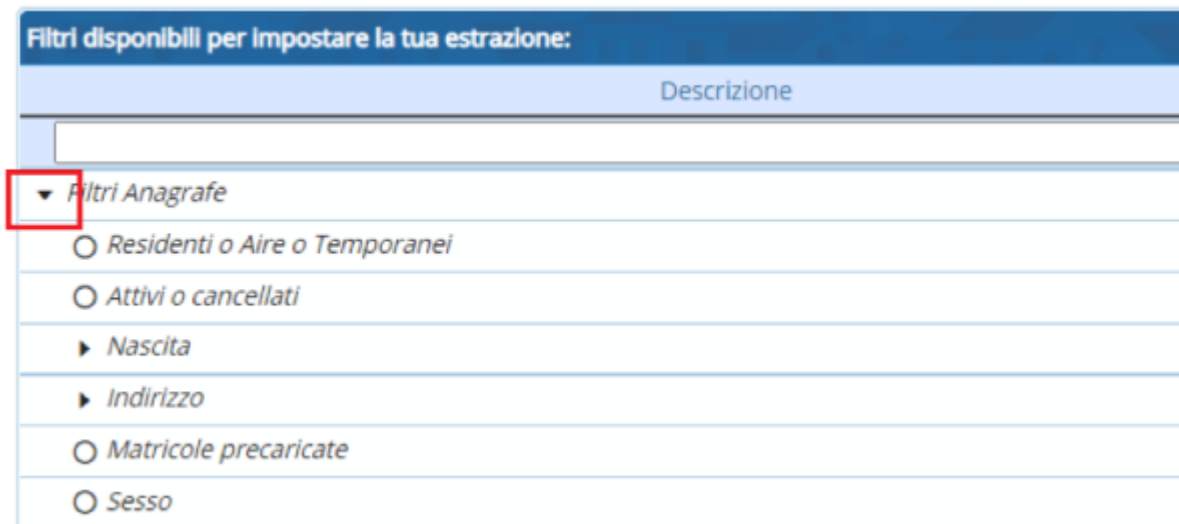 Filtri disponibili per impostare la tua estrazione:
Descrizione
Filtri Anagrafe
Residenti o Aire o Temporanei
Attivi o cancellati
Nascita
Indirizzo
Matricole precaricate
Sesso